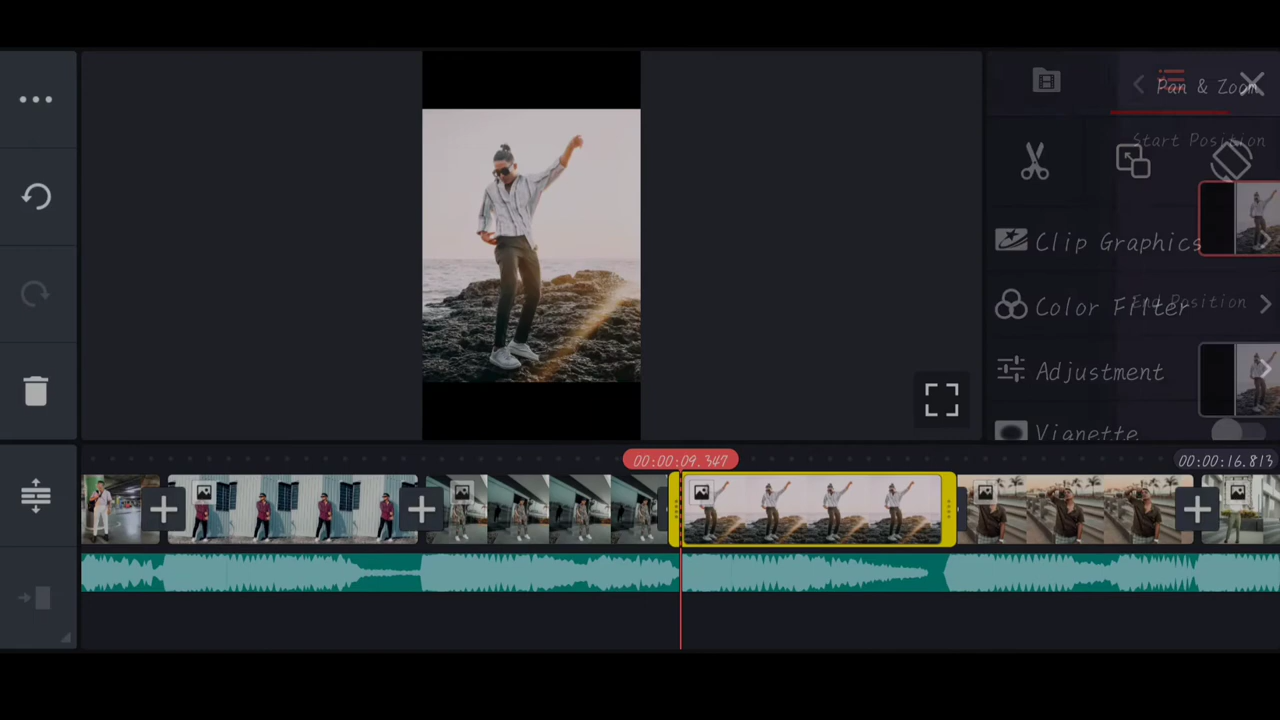 Pan & Zoom
Start Position
Clip Graphics
End Position
Color Filter
Adjustment
Vignette
00:00:09.347
00:00:16.813